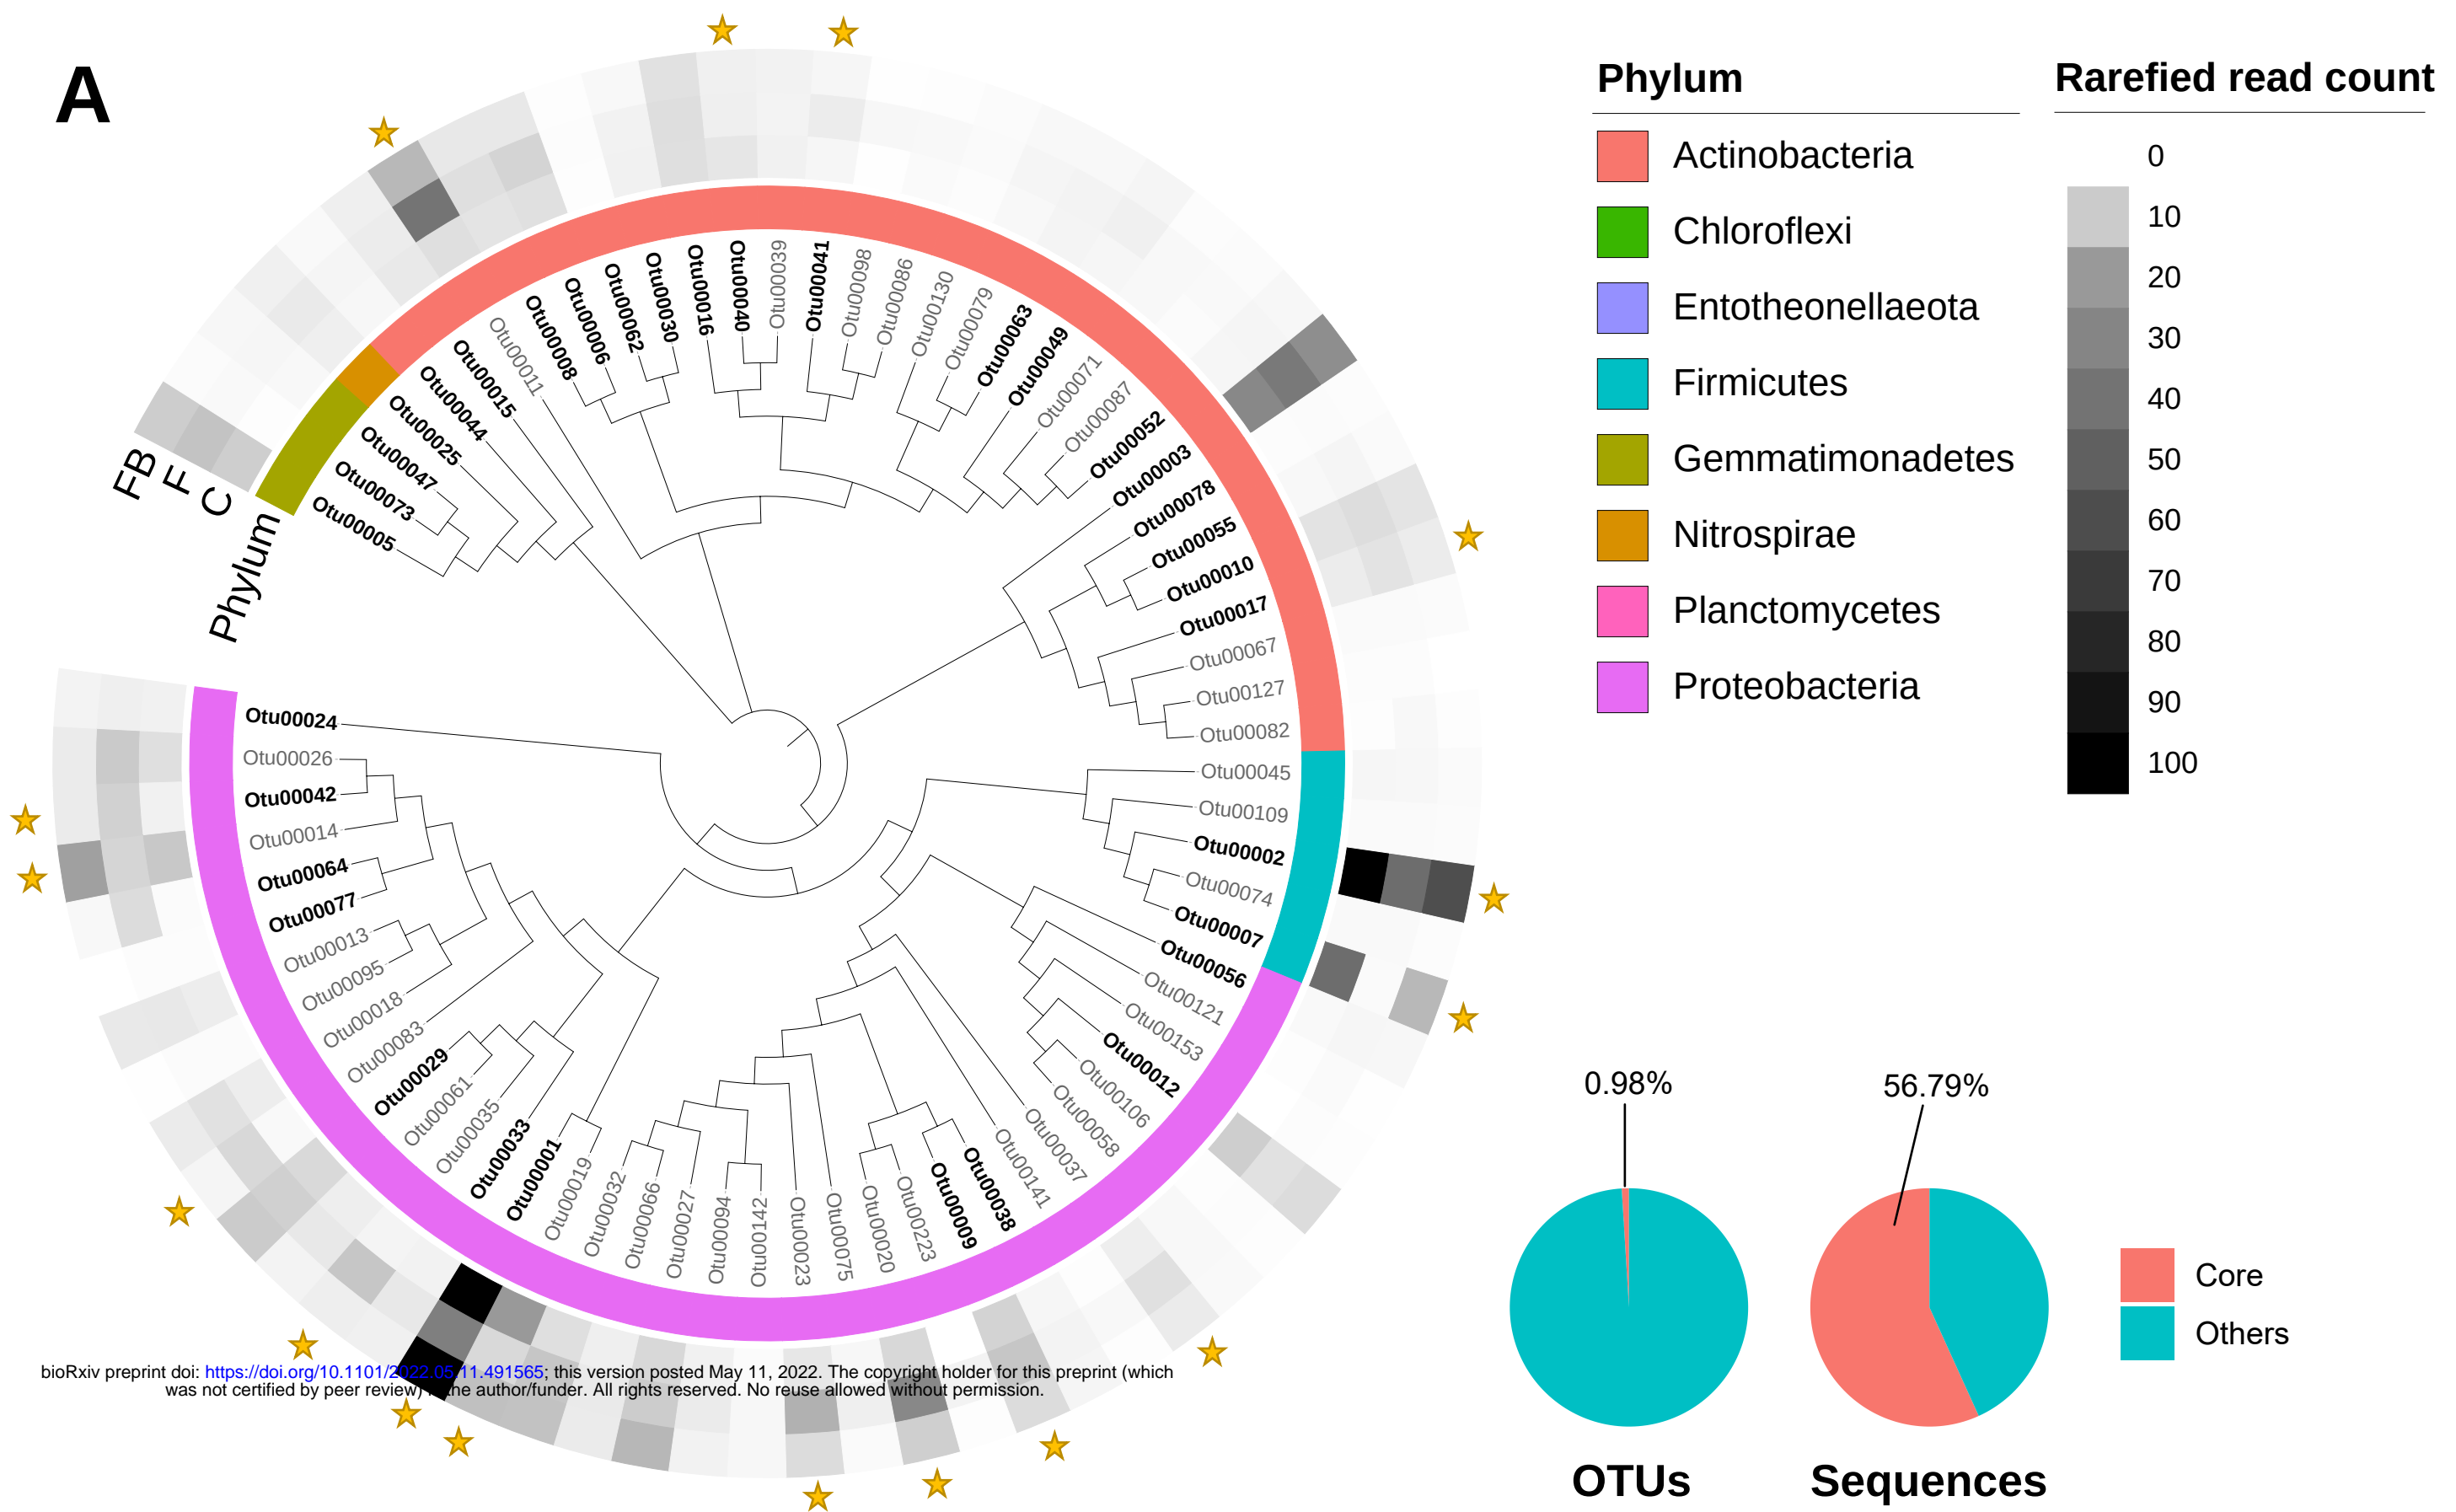 A
Phylum
Actinobacteria
Chloroflexi
Entotheonellaeota
Firmicutes
Gemmatimonadetes
Nitrospirae
Planctomycetes
Proteobacteria
Rarefied read count
0
10
20
30
40
50
60
70
80
90
100
FB
F
C
Phylum
Otu00005
Otu00073
Otu00047
Otu00025
Otu00044
Otu00015
Otu00011
Otu00008
Otu00006
Otu00062
Otu00030
Otu00016
Otu00040
Otu00039
Otu00041
Otu00098
Otu00086
Otu00130
Otu00079
Otu00063
Otu00049
Otu00071
Otu00087
Otu00052
Otu00003
Otu00078
Otu00055
Otu00010
Otu00017
Otu00067
Otu00127
Otu00082
Otu00045
Otu00109
Otu00002
Otu00074
Otu00007
Otu00056
Otu00121
Otu00153
Otu00012
Otu00106
Otu00058
Otu00037
Otu00141
Otu00038
Otu00009
Otu00223
Otu00020
Otu00075
Otu00023
Otu00142
Otu00094
Otu00027
Otu00066
Otu00032
Otu00019
Otu00001
Otu00033
Otu00035
Otu00061
Otu00029
Otu00083
Otu00018
Otu00095
Otu00013
Otu00077
Otu00064
Otu00014
Otu00042
Otu00026
Otu00024
0.98%
56.79%
Core
Others
OTUs
Sequences
bioRxiv preprint doi: https://doi.org/10.1101/2022.05.11.491565; this version posted May 11, 2022. The copyright holder for this preprint (which
was not certified by peer review) is the author/funder. All rights reserved. No reuse allowed without permission.